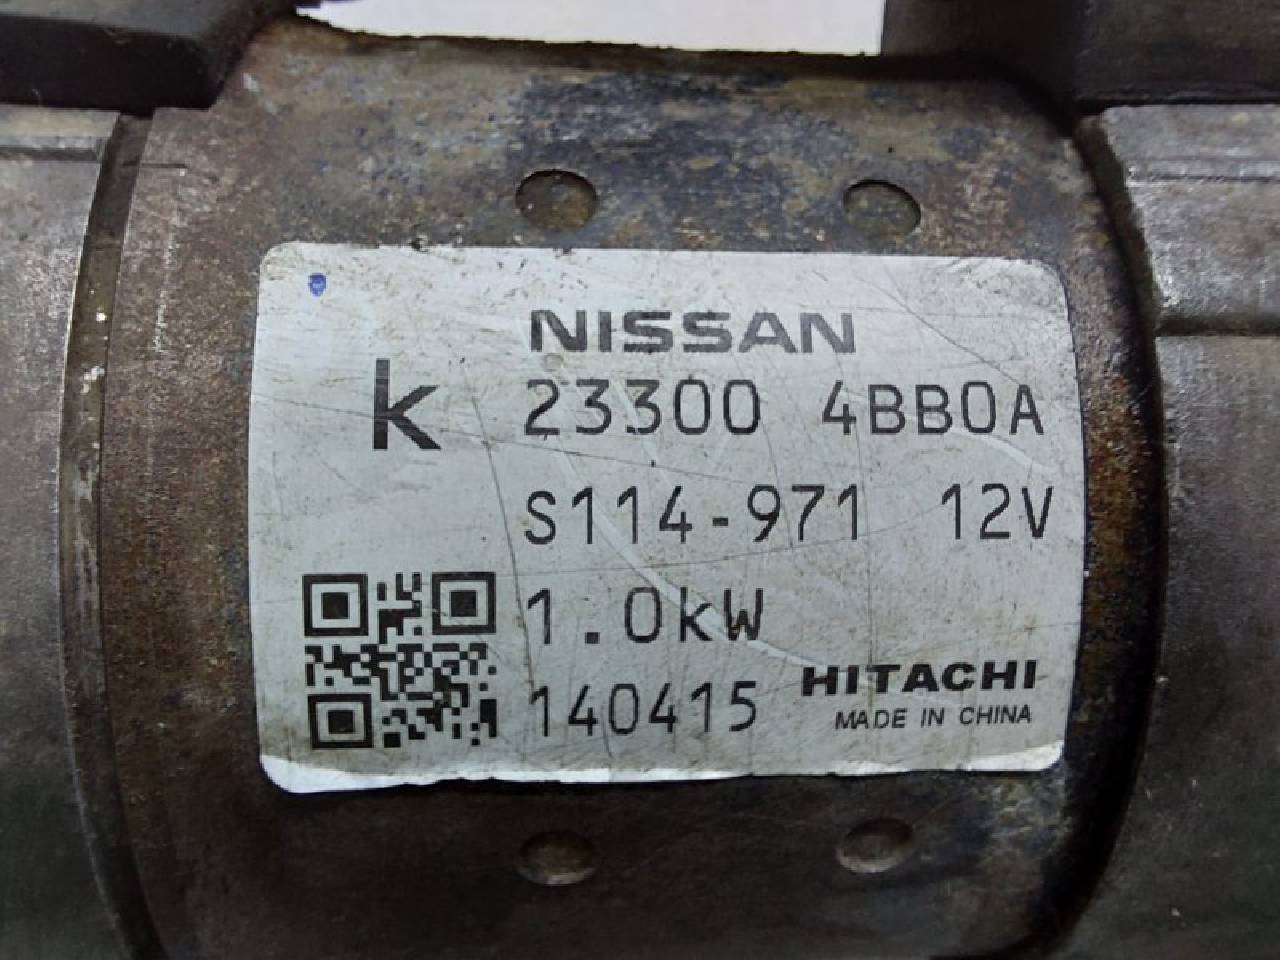 NISSAN
k 23300 4BB0A
S114-971 12V
1.0kW
140415 HITACHI
MADE IN CHINA